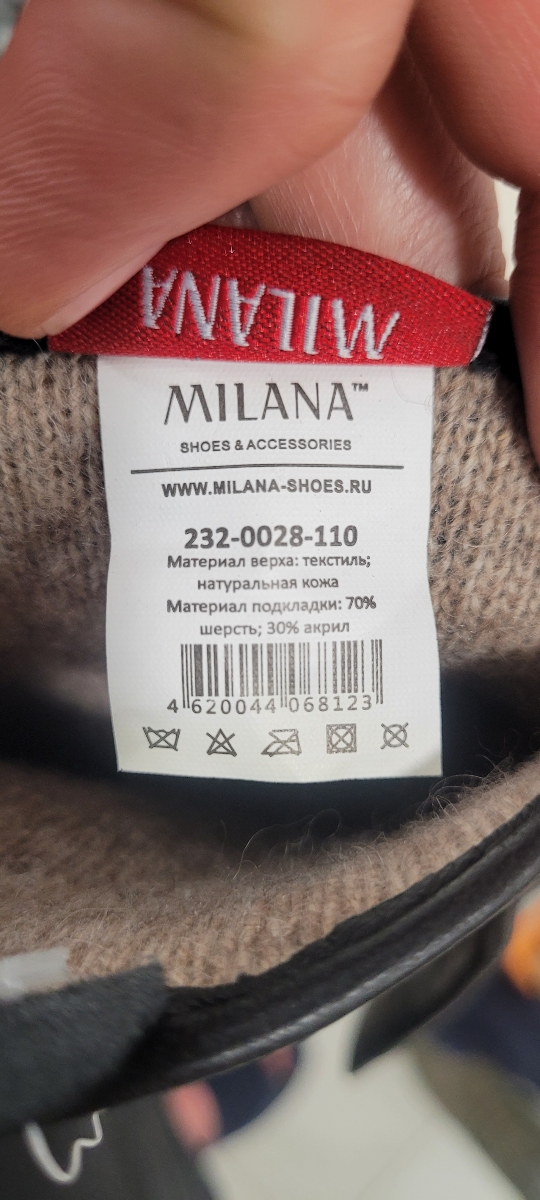 MILANA
MILANA™
SHOES & ACCESSORIES
WWW.MILANA-SHOES.RU
232-0028-110
Материал верха: текстиль;
натуральная кожа
Материал подкладки: 70%
шерсть; 30% акрил
4 620044 068123